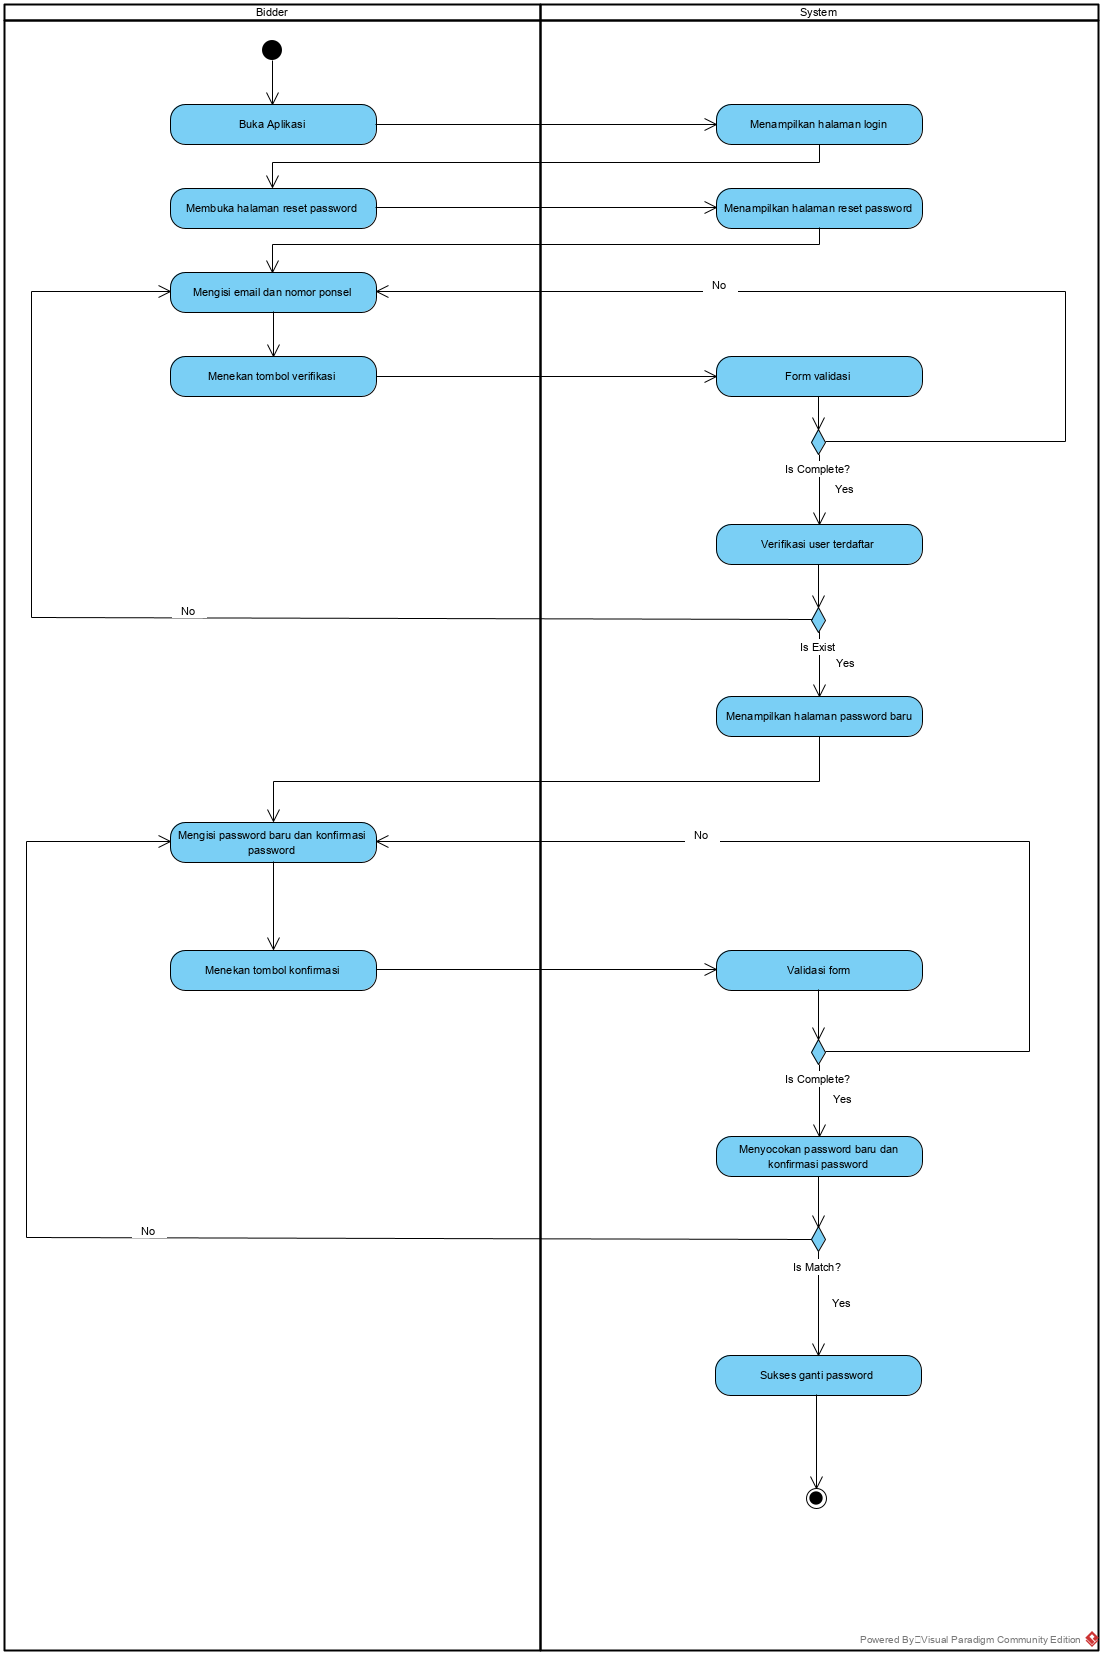 Bidder
System
Buka Aplikasi
Menampilkan halaman login
Membuka halaman reset password
Menampilkan halaman reset password
No
Mengisi email dan nomor ponsel
Menekan tombol verifikasi
Form validasi
Is Complete?
Yes
Verifikasi user terdaftar
No
Is Exist
Yes
Menampilkan halaman password baru
Mengisi password baru dan konfirmasi
password
No
Menekan tombol konfirmasi
Validasi form
Is Complete?
Yes
Menyocokan password baru dan
konfirmasi password
No
Is Match?
Yes
Sukses ganti password
Powered By Visual Paradigm Community Edition